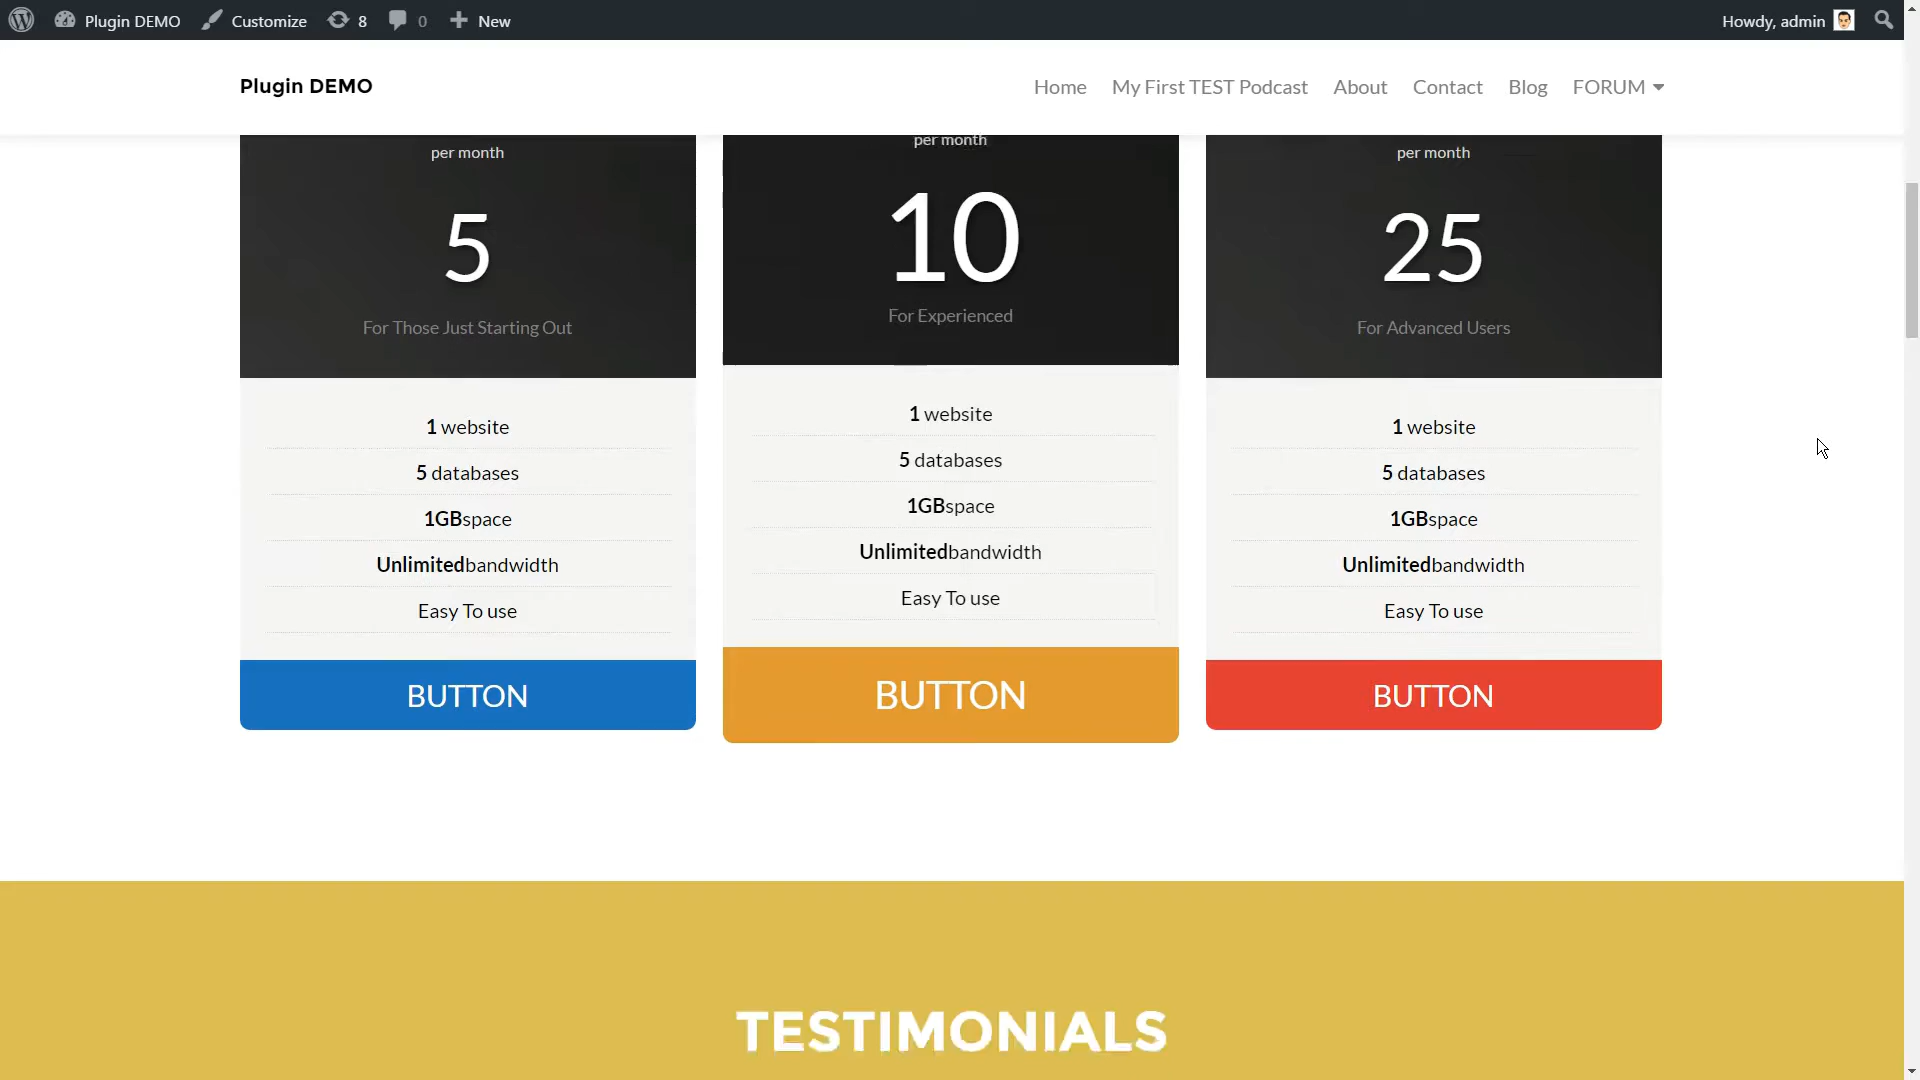 Plugin DEMO Customize 8 0 New Howdy, admin
Plugin DEMO Home My First TEST Podcast About Contact Blog FORUM
per month
5
For Those Just Starting Out
1 website
5 databases
1GBspace
Unlimitedbandwidth
Easy To use
BUTTON
per month
10
For Experienced
1 website
5 databases
1GBspace
Unlimitedbandwidth
Easy To use
BUTTON
per month
25
For Advanced Users
1 website
5 databases
1GBspace
Unlimitedbandwidth
Easy To use
BUTTON
TESTIMONIALS